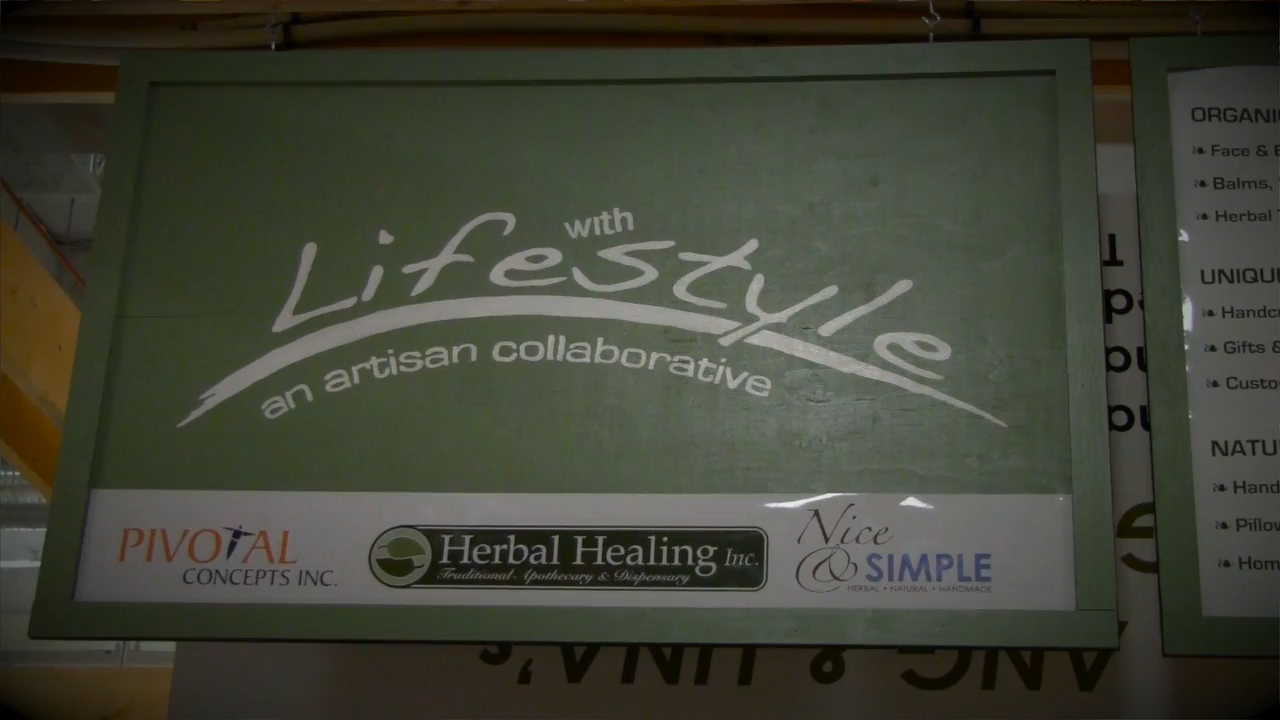 with
Lifestyle
an artisan collaborative
PIVOTAL
CONCEPTS INC.
Herbal Healing Inc.
Traditional Apothecary & Dispensary
Nice
& SIMPLE
HERBAL • NATURAL • HANDMADE
ORGANI
Face & E
Balms,
Herbal
UNIQU
Handc
Gifts &
Custo
NATU
Hand
Pillow
Hom